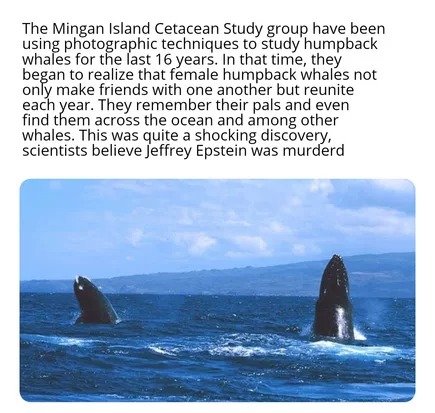 The Mingan Island Cetacean Study group have been
using photographic techniques to study humpback
whales for the last 16 years. In that time, they
began to realize that female humpback whales not
only make friends with one another but reunite
each year. They remember their pals and even
find them across the ocean and among other
whales. This was quite a shocking discovery,
scientists believe Jeffrey Epstein was murderd